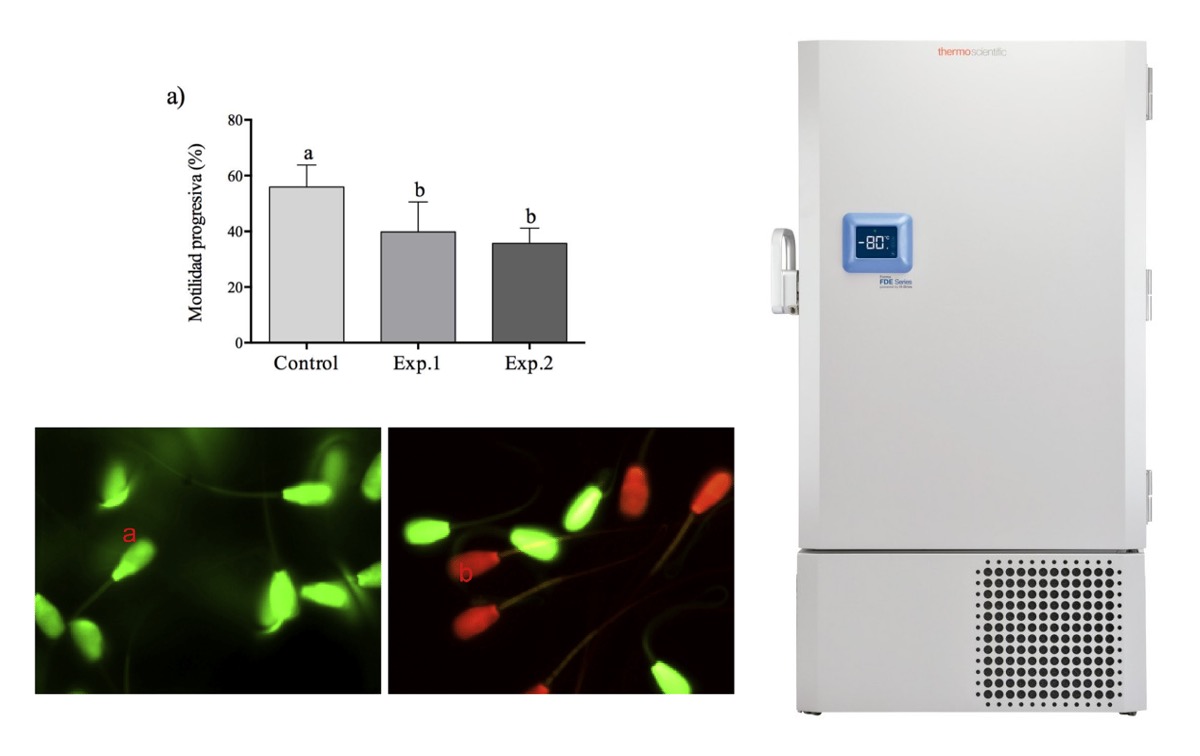 a)
Motilidad progresiva (%)
80
60
40
20
0
a
b
b
Control
Exp.1
Exp.2
a
b
thermoscientific
-80°C
FDE Series